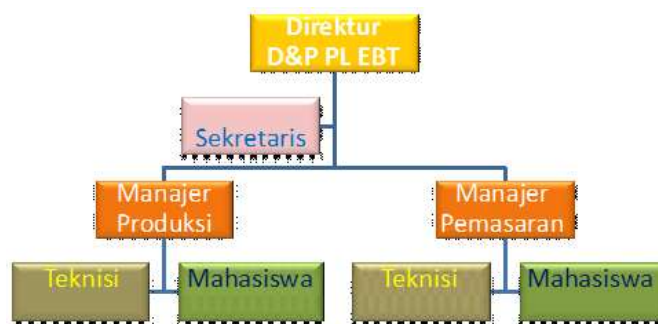 Direktur
D&P PL EBT
Sekretaris
Manajer
Produksi
Manajer
Pemasaran
Teknisi
Mahasiswa
Teknisi
Mahasiswa